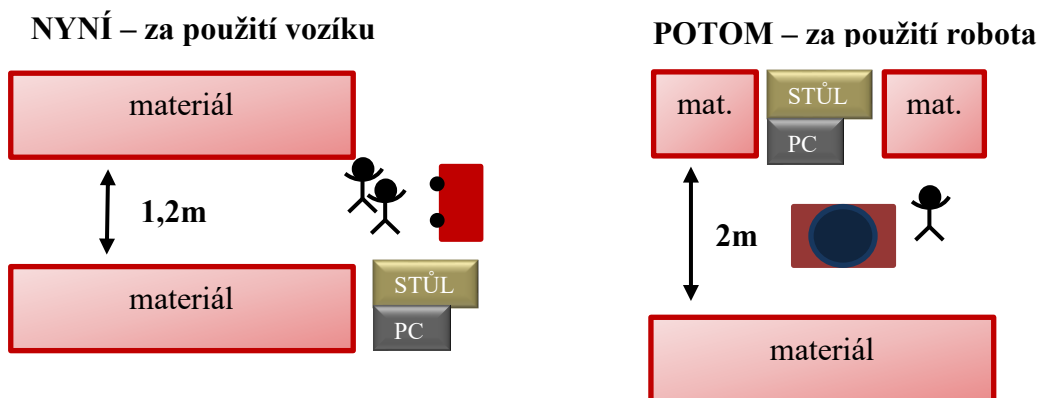 NYNÍ – za použití vozíku
materiál
1,2m
materiál
STŮL
PC
POTOM – za použití robota
mat.
STŮL
PC
mat.
2m
materiál